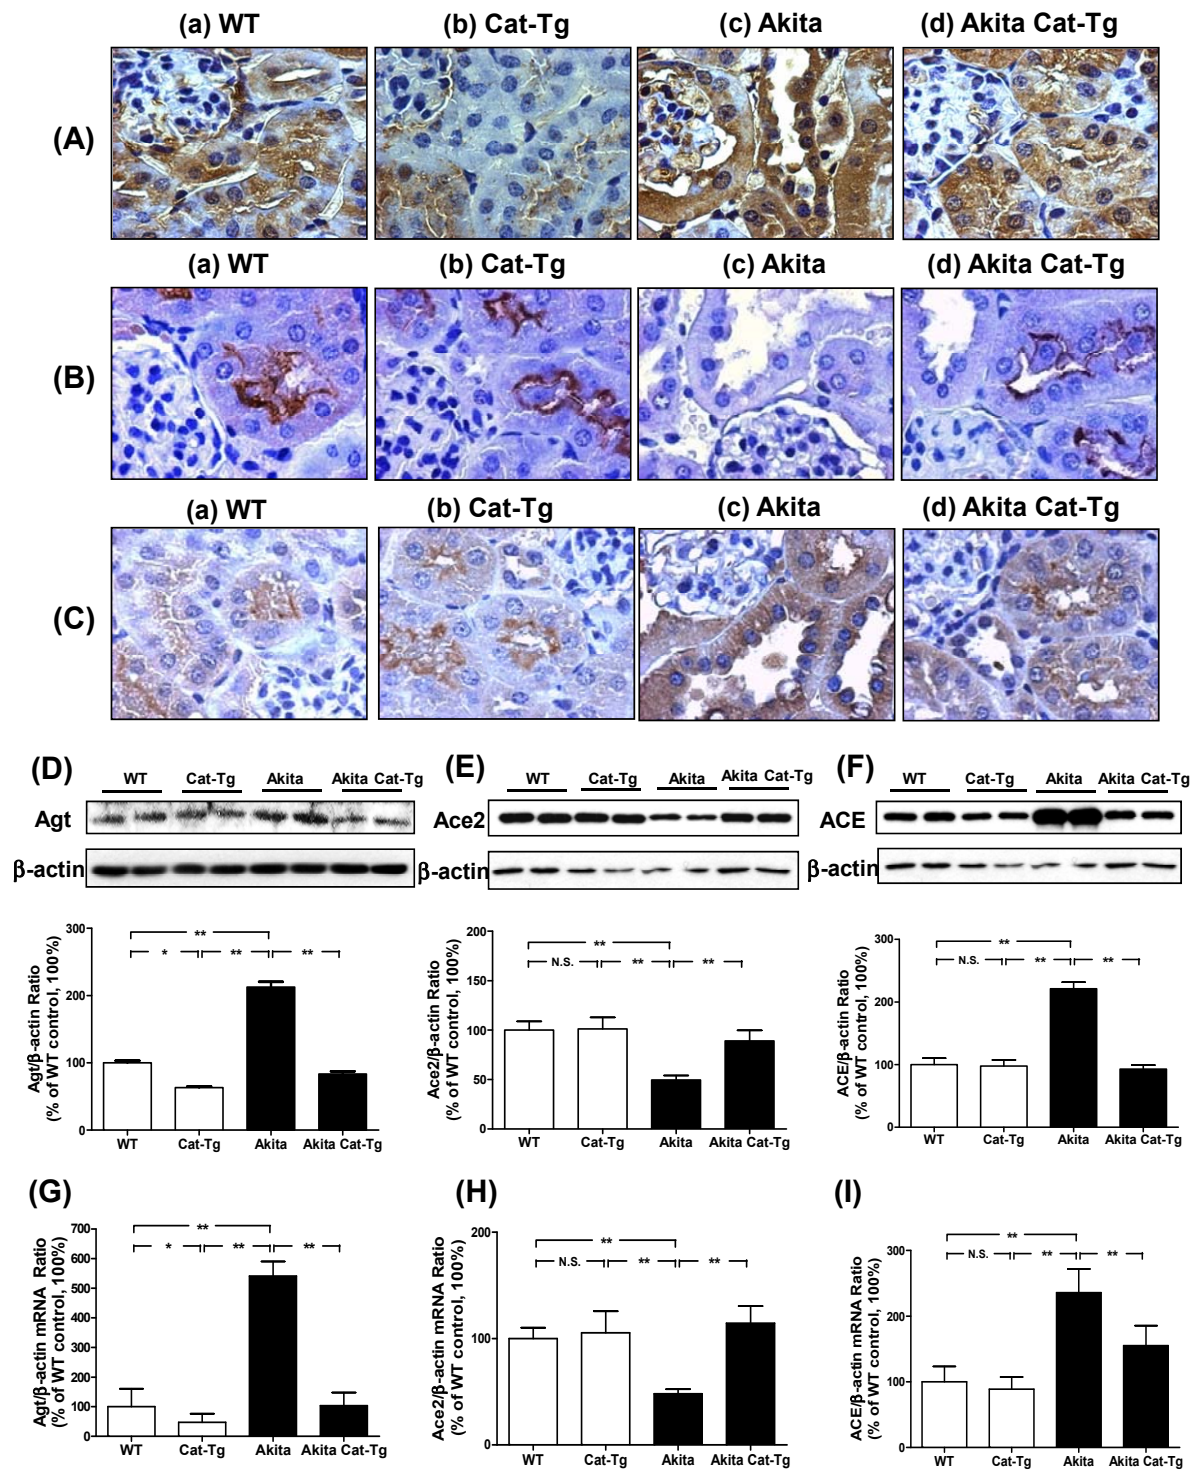 (a) WT (b) Cat-Tg (c) Akita (d) Akita Cat-Tg
(A)
(a) WT (b) Cat-Tg (c) Akita (d) Akita Cat-Tg
(B)
(a) WT (b) Cat-Tg (c) Akita (d) Akita Cat-Tg
(C)
(D)
WT Cat-Tg Akita Akita Cat-Tg
Agt
β-actin
(E)
WT Cat-Tg Akita Akita Cat-Tg
Ace2
β-actin
(F)
WT Cat-Tg Akita Akita Cat-Tg
ACE
β-actin
Agt/β-actin Ratio
(% of WT control, 100%)
300
200
100
0
**
* ** **
WT Cat-Tg Akita Akita Cat-Tg
Ace2/β-actin Ratio
(% of WT control, 100%)
200
150
100
50
0
**
N.S. ** **
WT Cat-Tg Akita Akita Cat-Tg
ACE/β-actin Ratio
(% of WT control, 100%)
300
200
100
0
**
N.S. ** **
WT Cat-Tg Akita Akita Cat-Tg
(G)
Agt/β-actin mRNA Ratio
(% of WT control, 100%)
700
600
500
400
300
200
100
0
**
* ** **
WT Cat-Tg Akita Akita Cat-Tg
(H)
Ace2/β-actin mRNA Ratio
(% of WT control, 100%)
200
100
0
**
N.S. ** **
WT Cat-Tg Akita Akita Cat-Tg
(I)
ACE/β-actin mRNA Ratio
(% of WT control, 100%)
300
200
100
0
**
N.S. ** **
WT Cat-Tg Akita Akita Cat-Tg